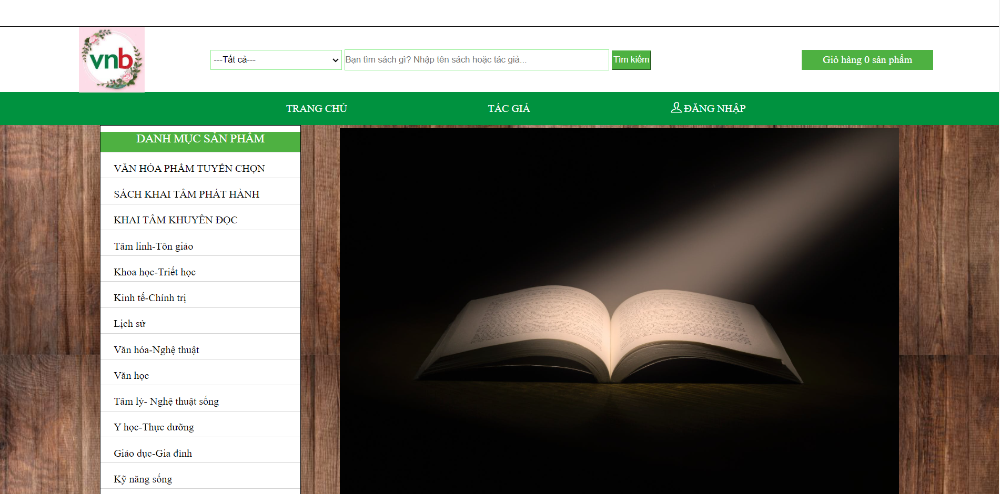 vnb
---Tất cả---
Bạn tìm sách gì? Nhập tên sách hoặc tác giả...
Tìm kiếm
Giỏ hàng 0 sản phẩm
TRANG CHỦ
TÁC GIẢ
ĐĂNG NHẬP
DANH MỤC SẢN PHẨM
VĂN HÓA PHẨM TUYỂN CHỌN
SÁCH KHAI TÂM PHÁT HÀNH
KHAI TÂM KHUYÊN ĐỌC
Tâm linh-Tôn giáo
Khoa học-Triết học
Kinh tế-Chính trị
Lịch sử
Văn hóa-Nghệ thuật
Văn học
Tâm lý- Nghệ thuật sống
Y học-Thực dưỡng
Giáo dục-Gia đình
Kỹ năng sống